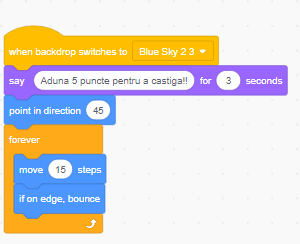 when backdrop switches to Blue Sky 2 3
say Aduna 5 puncte pentru a castiga!! for 3 seconds
point in direction 45
forever
move 15 steps
if on edge, bounce